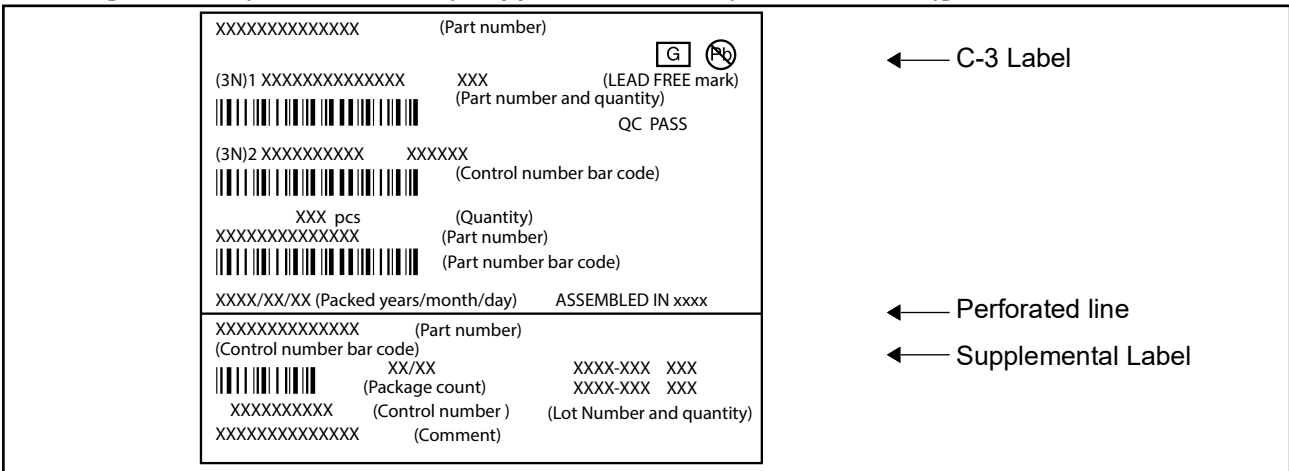 XXXXXXXXXXXXXX (Part number)
G Pb
C-3 Label
(3N)1 XXXXXXXXXXXXXX XXX (LEAD FREE mark)
(Part number and quantity)
QC PASS
(3N)2 XXXXXXXXXX XXXXXX
(Control number bar code)
XXX pcs (Quantity)
XXXXXXXXXXXXXX (Part number)
(Part number bar code)
XXXX/XX/XX (Packed years/month/day) ASSEMBLED IN xxxx
Perforated line
XXXXXXXXXXXXXX (Part number)
(Control number bar code)
Supplemental Label
XX/XX XXXX-XXX XXX
(Package count) XXXX-XXX XXX
XXXXXXXXXX (Control number ) (Lot Number and quantity)
XXXXXXXXXXXXXX (Comment)